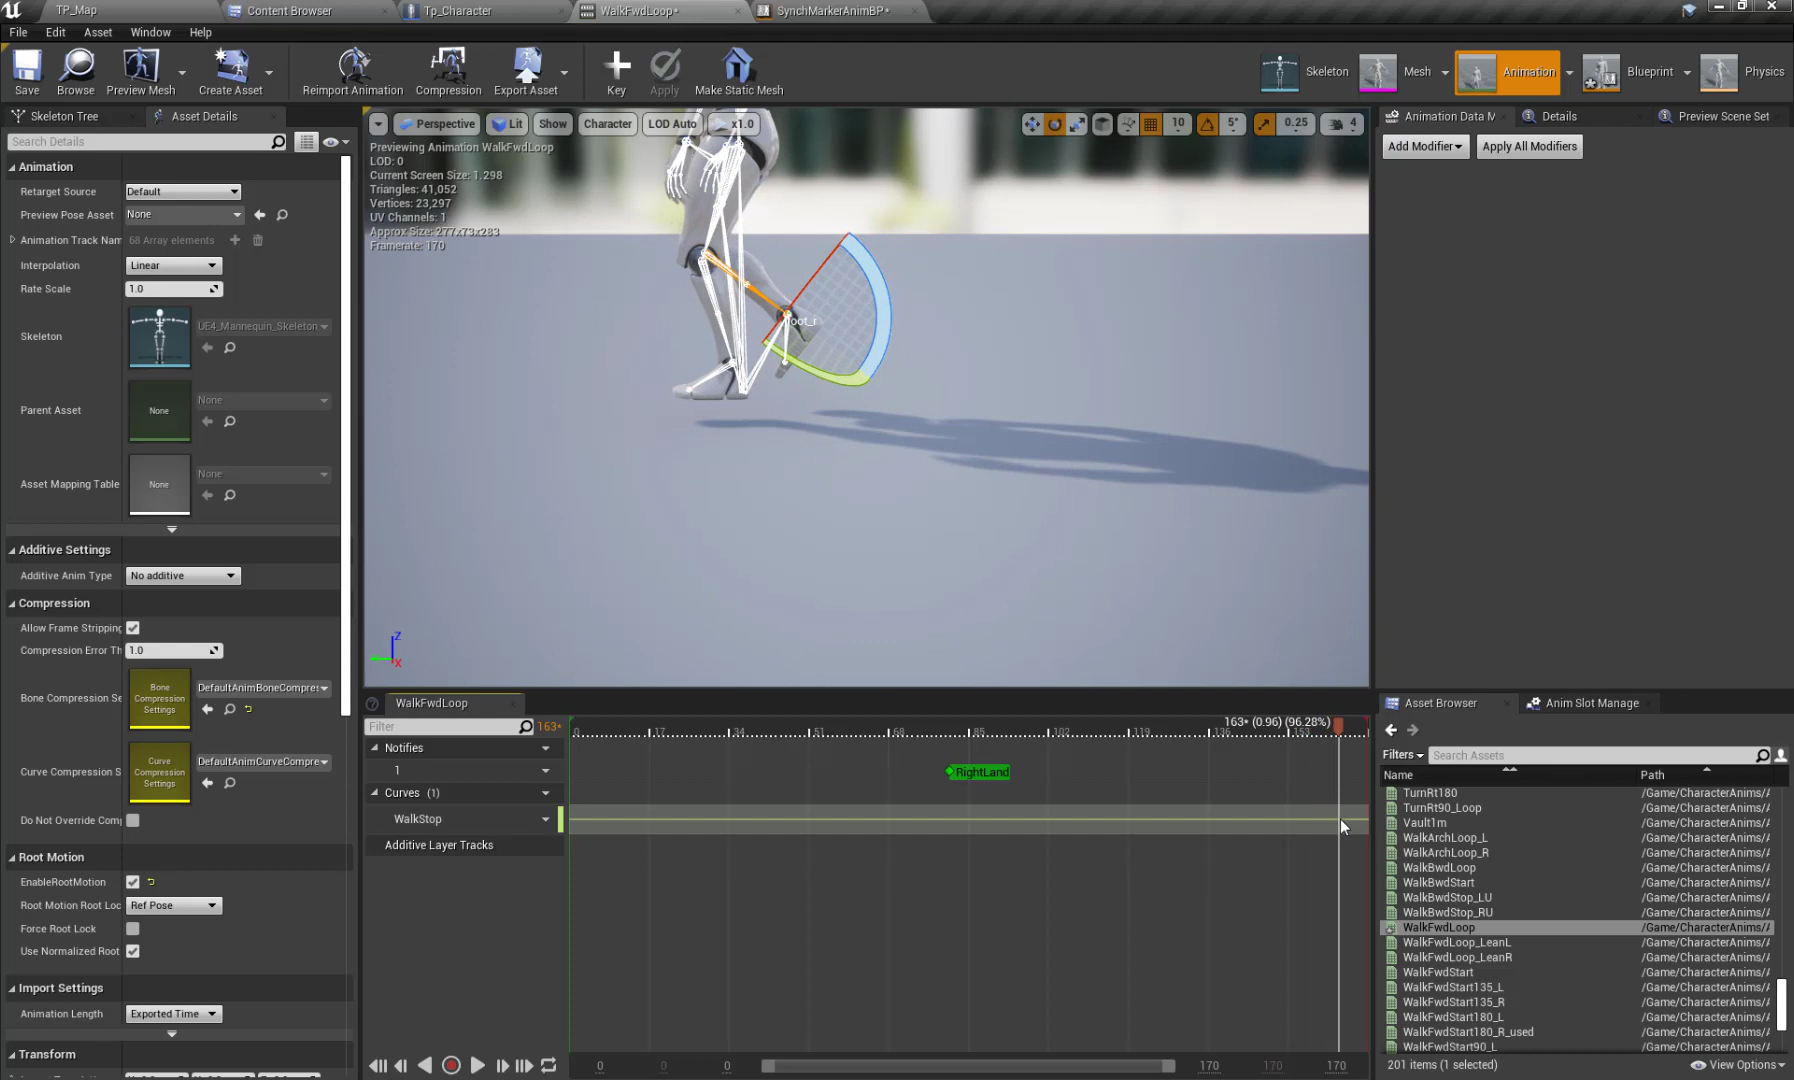 TP_Map
Content Browser
Tp_Character
WalkFwdLoop*
SynchMarkerAnimBP*
File Edit Asset Window Help
Save
Browse
Preview Mesh
Create Asset
Reimport Animation
Compression
Export Asset
Key
Apply
Make Static Mesh
Skeleton
Mesh
Animation
Blueprint
Physics
Skeleton Tree
Asset Details
Search Details
Animation
Retarget Source Default
Preview Pose Asset None
Animation Track Nam 68 Array elements
Interpolation Linear
Rate Scale 1.0
Skeleton UE4_Mannequin_Skeleton
Parent Asset None None
Asset Mapping Table None None
Additive Settings
Additive Anim Type No additive
Compression
Allow Frame Stripping
Compression Error Th 1.0
Bone Compression Se Bone Compression Settings DefaultAnimBoneCompres
Curve Compression S Curve Compression Settings DefaultAnimCurveCompre
Do Not Override Comp
Root Motion
EnableRootMotion
Root Motion Root Loc Ref Pose
Force Root Lock
Use Normalized Root
Import Settings
Animation Length Exported Time
Transform
Perspective Lit Show Character LOD Auto x1.0
10 5° 0.25 4
Previewing Animation WalkFwdLoop
LOD: 0
Current Screen Size: 1.298
Triangles: 41,052
Vertices: 23,297
UV Channels: 1
Approx Size: 277x73x283
Framerate: 170
foot_r
Z
X
WalkFwdLoop
Filter 163*
163* (0.96) (96.28%)
0 17 34 51 68 85 102 119 136 153
Notifies
1 RightLand
Curves (1)
WalkStop
Additive Layer Tracks
0 0 0 170 170 170
Animation Data M
Details
Preview Scene Set
Add Modifier
Apply All Modifiers
Asset Browser
Anim Slot Manage
Filters Search Assets
Name Path
TurnRt180 /Game/CharacterAnims/A
TurnRt90_Loop /Game/CharacterAnims/A
Vault1m /Game/CharacterAnims/A
WalkArchLoop_L /Game/CharacterAnims/A
WalkArchLoop_R /Game/CharacterAnims/A
WalkBwdLoop /Game/CharacterAnims/A
WalkBwdStart /Game/CharacterAnims/A
WalkBwdStop_LU /Game/CharacterAnims/A
WalkBwdStop_RU /Game/CharacterAnims/A
WalkFwdLoop /Game/CharacterAnims/A
WalkFwdLoop_LeanL /Game/CharacterAnims/A
WalkFwdLoop_LeanR /Game/CharacterAnims/A
WalkFwdStart /Game/CharacterAnims/A
WalkFwdStart135_L /Game/CharacterAnims/A
WalkFwdStart135_R /Game/CharacterAnims/A
WalkFwdStart180_L /Game/CharacterAnims/A
WalkFwdStart180_R_used /Game/CharacterAnims/A
WalkFwdStart90_L /Game/CharacterAnims/A
201 items (1 selected) View Options